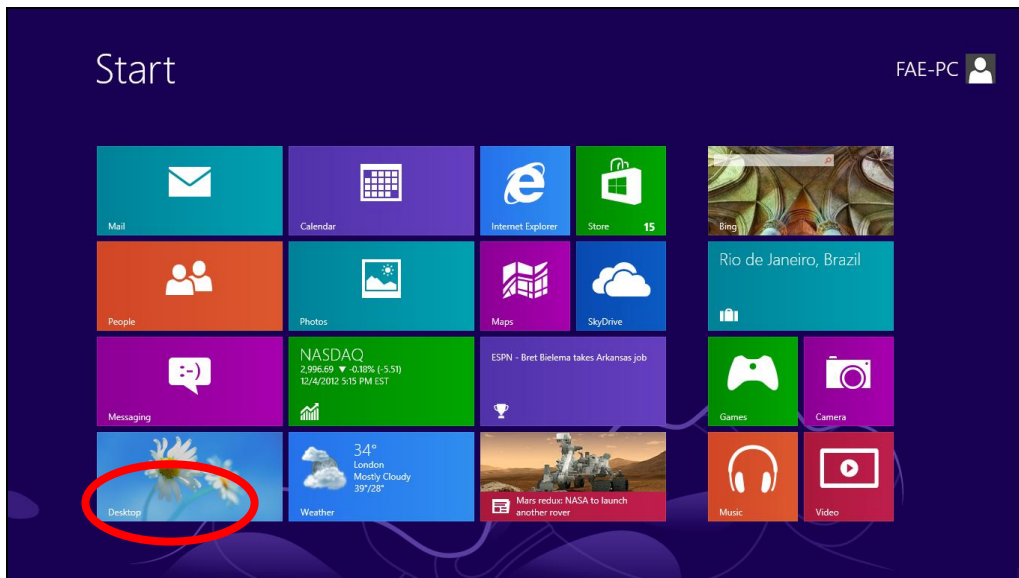 Start
FAE-PC
Mail
Calendar
Internet Explorer
Store 15
Bing
People
Photos
Maps
SkyDrive
Rio de Janeiro, Brazil
Messaging
NASDAQ
2,996.69 ▼ -0.18% (-5.51)
12/4/2012 5:15 PM EST
ESPN - Bret Bielema takes Arkansas job
Games
Camera
Desktop
34°
London
Mostly Cloudy
39°/28°
Weather
Mars redux: NASA to launch
another rover
Music
Video